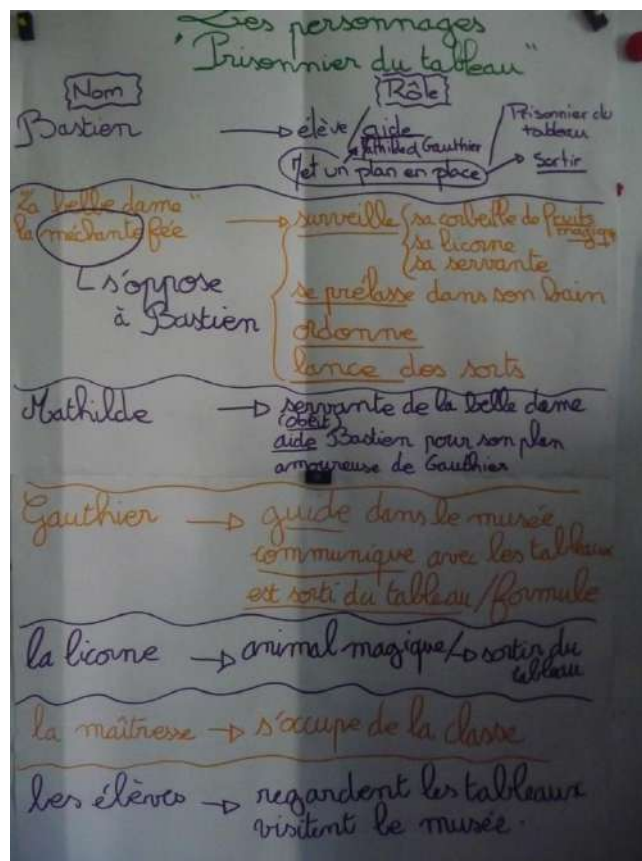 Les personnages
"Prisonnier du tableau"
Nom
Rôle
Bastien
élève
aide
Mathilde & Gauthier
Met un plan en place
Prisonnier du
tableau
Sortir
"La belle dame"
la méchante fée
s'oppose
à Bastien
surveille sa corbeille de fruits
magiques
sa licorne
sa servante
se prélasse dans son bain
ordonne
lance des sorts
Mathilde
servante de la belle dame
(obéit)
aide Bastien pour son plan
amoureuse de Gauthier
Gauthier
guide dans le musée
communique avec les tableaux
est sorti du tableau/formule
la licorne
animal magique/sortir du
tableau
la maîtresse
s'occupe de la classe
les élèves
regardent les tableaux
visitent le musée.